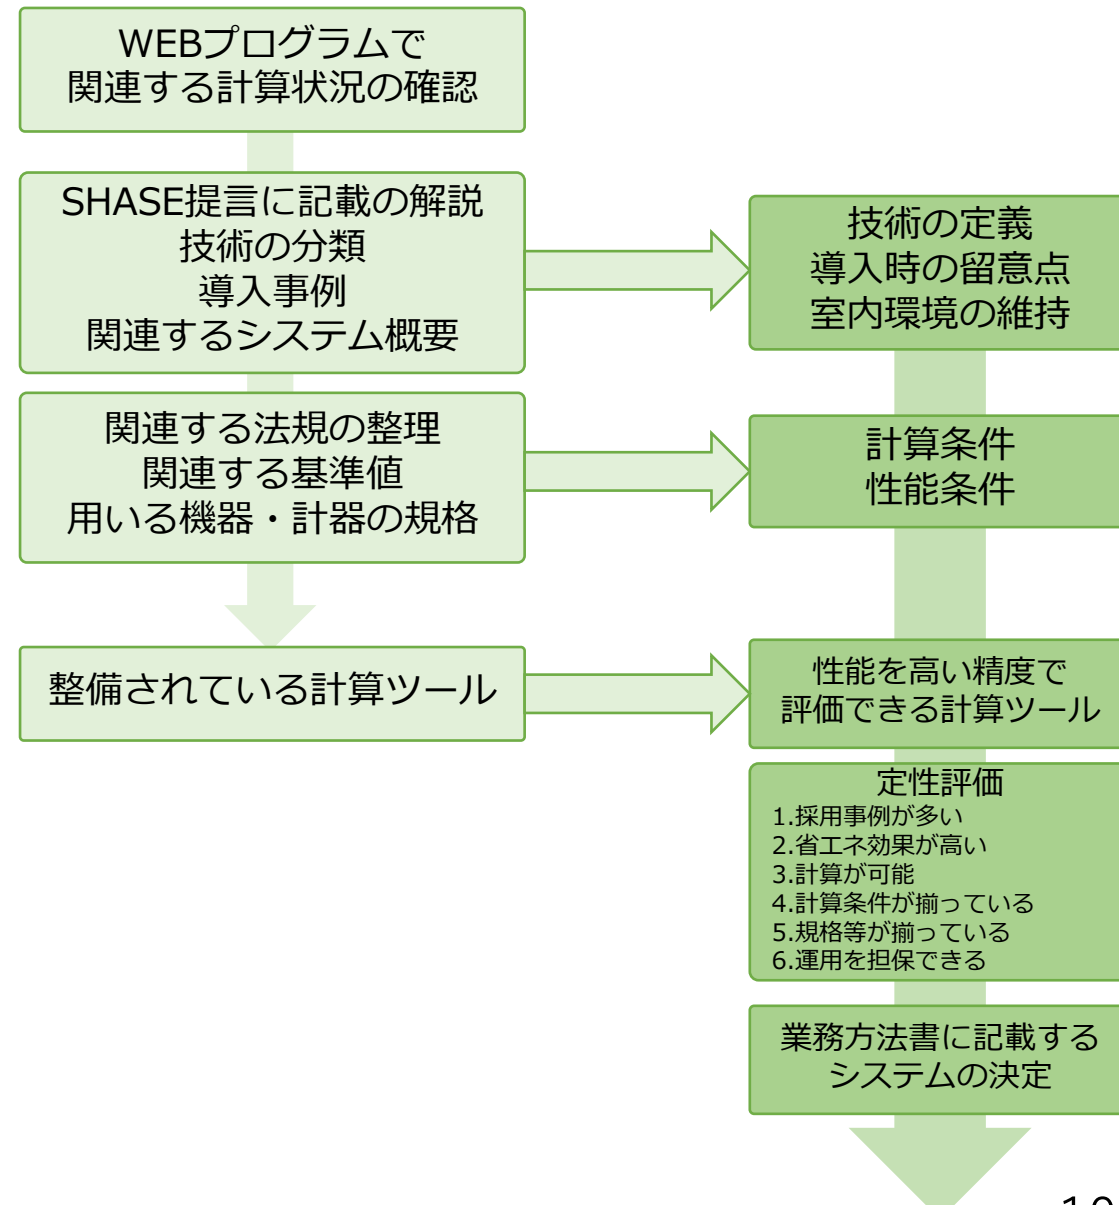 WEBプログラムで
関連する計算状況の確認
SHASE提言に記載の解説
技術の分類
導入事例
関連するシステム概要
技術の定義
導入時の留意点
室内環境の維持
関連する法規の整理
関連する基準値
用いる機器・計器の規格
計算条件
性能条件
整備されている計算ツール
性能を高い精度で
評価できる計算ツール
定性評価
1.採用事例が多い
2.省エネ効果が高い
3.計算が可能
4.計算条件が揃っている
5.規格等が揃っている
6.運用を担保できる
業務方法書に記載する
システムの決定